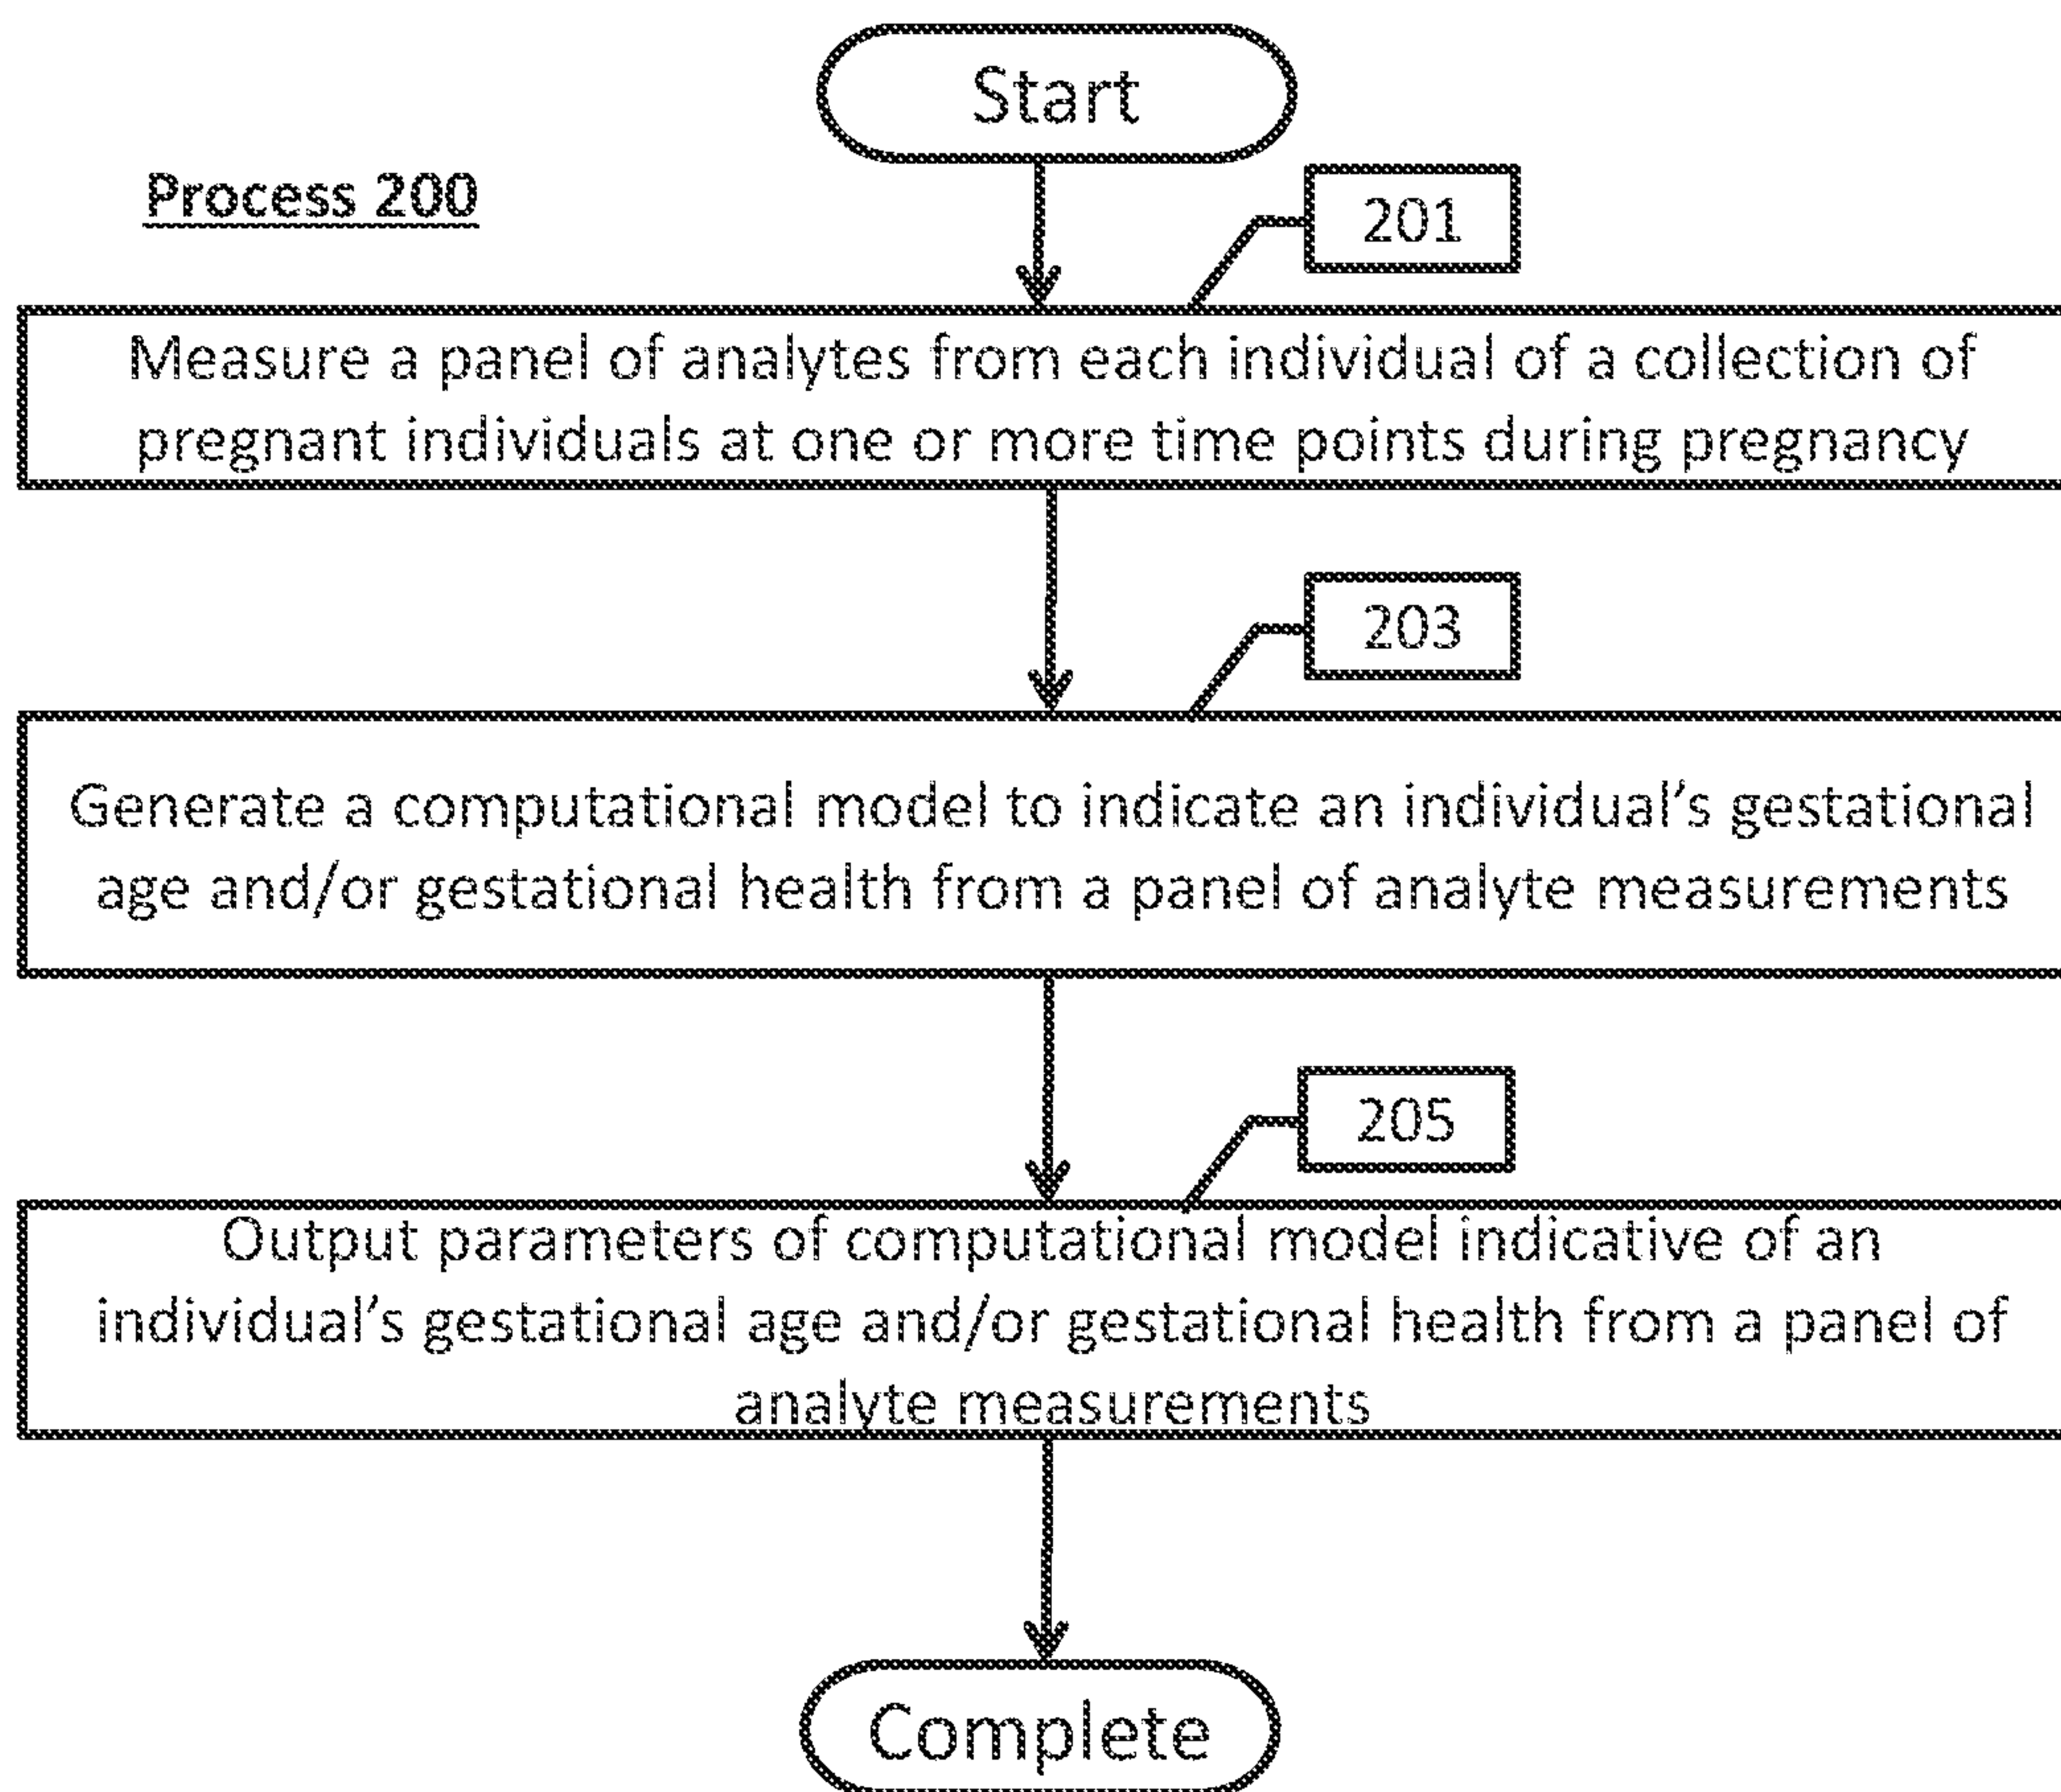 Start
Process 200
201
Measure a panel of analytes from each individual of a collection of
pregnant individuals at one or more time points during pregnancy
203
Generate a computational model to indicate an individual's gestational
age and/or gestational health from a panel of analyte measurements
205
Output parameters of computational model indicative of an
individual's gestational age and/or gestational health from a panel of
analyte measurements
Complete